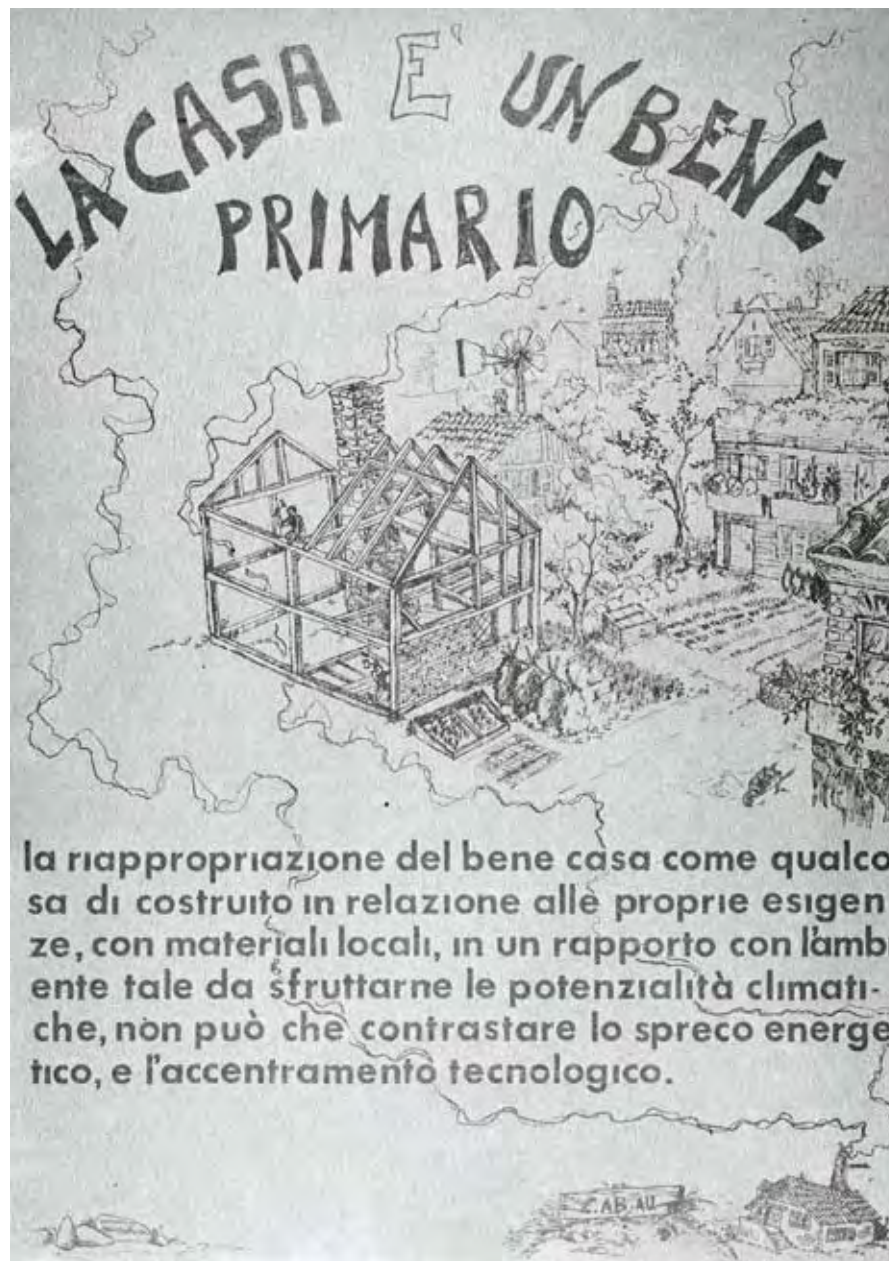 LA CASA E' UN BENE
PRIMARIO
la riappropriazione del bene casa come qualco
sa di costruito in relazione alle proprie esigen
ze, con materiali locali, in un rapporto con l'ambi
ente tale da sfruttarne le potenzialità climati-
che, non può che contrastare lo spreco energe
tico, e l'accentramento tecnologico.